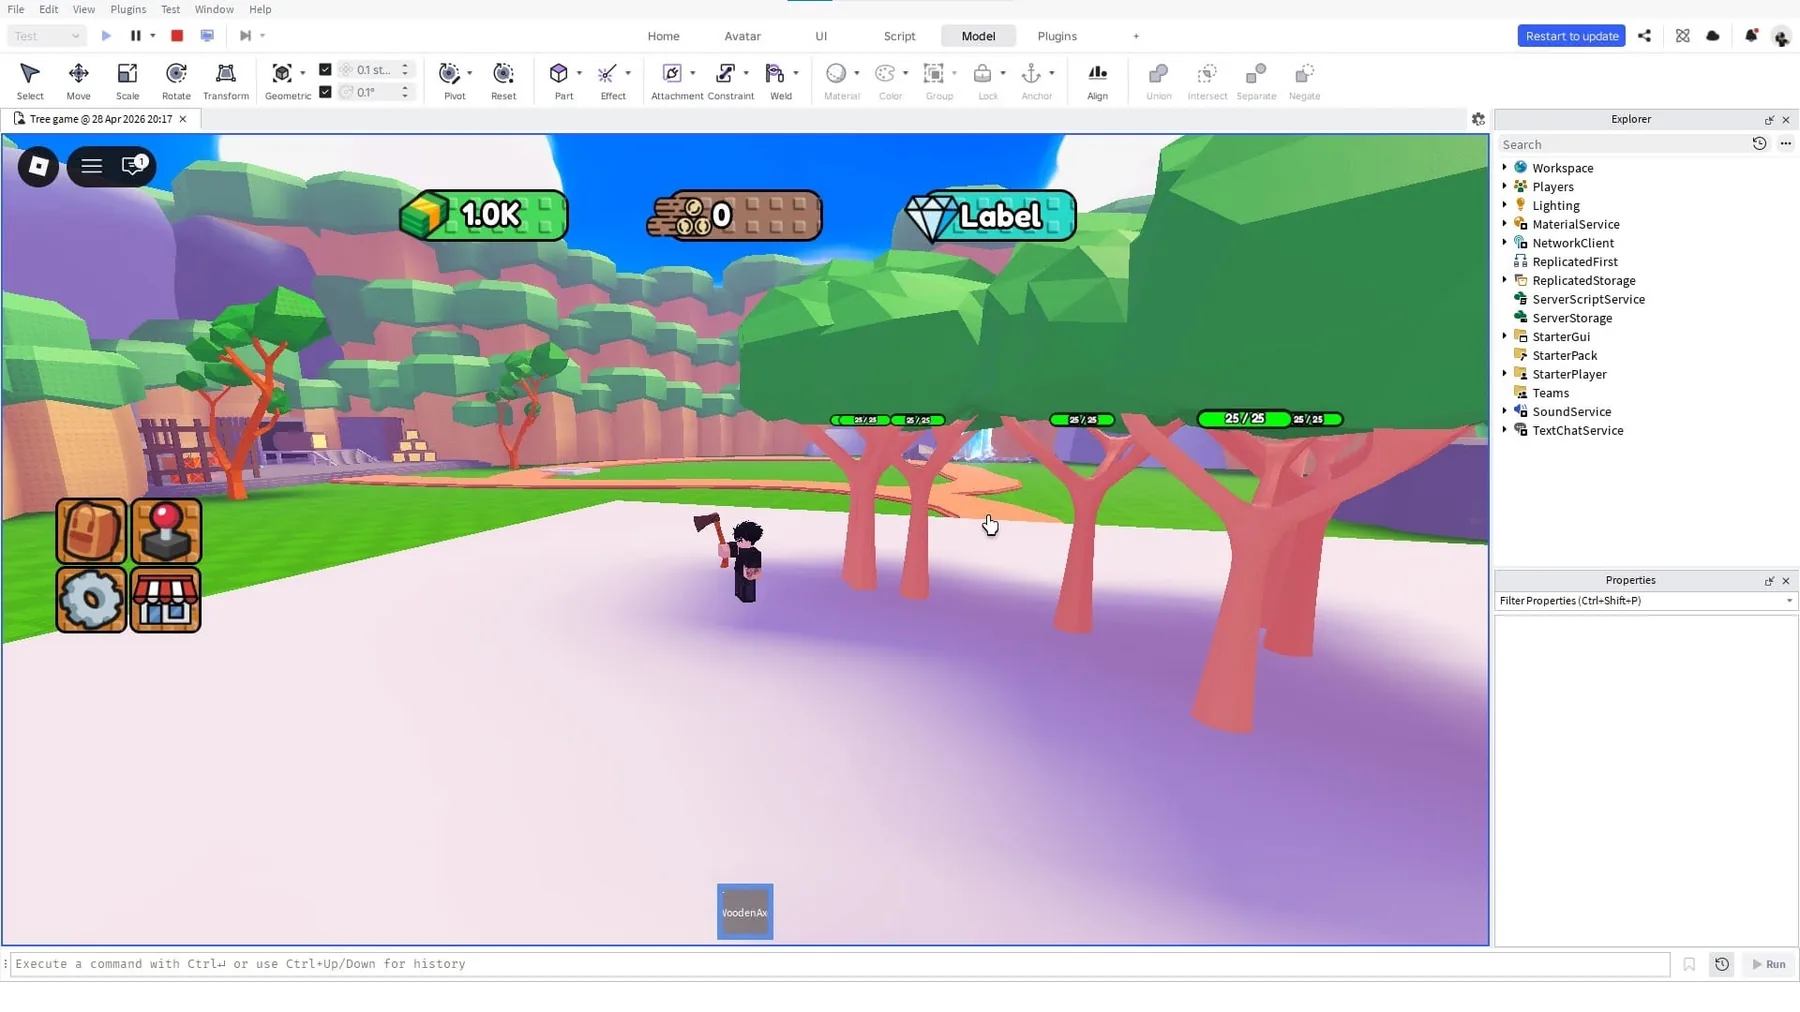 File Edit View Plugins Test Window Help
Test
Home Avatar UI Script Model Plugins +
Restart to update
0.1 st...
0.1°
Select Move Scale Rotate Transform Geometric Pivot Reset Part Effect Attachment Constraint Weld Material Color Group Lock Anchor Align Union Intersect Separate Negate
Tree game @ 28 Apr 2026 20:17
1
1.0K
0
Label
25/25
25/25
25/25
25/25
25/25
WoodenAx
Explorer
Search
Workspace
Players
Lighting
MaterialService
NetworkClient
ReplicatedFirst
ReplicatedStorage
ServerScriptService
ServerStorage
StarterGui
StarterPack
StarterPlayer
Teams
SoundService
TextChatService
Properties
Filter Properties (Ctrl+Shift+P)
Execute a command with Ctrl↵ or use Ctrl+Up/Down for history
Run